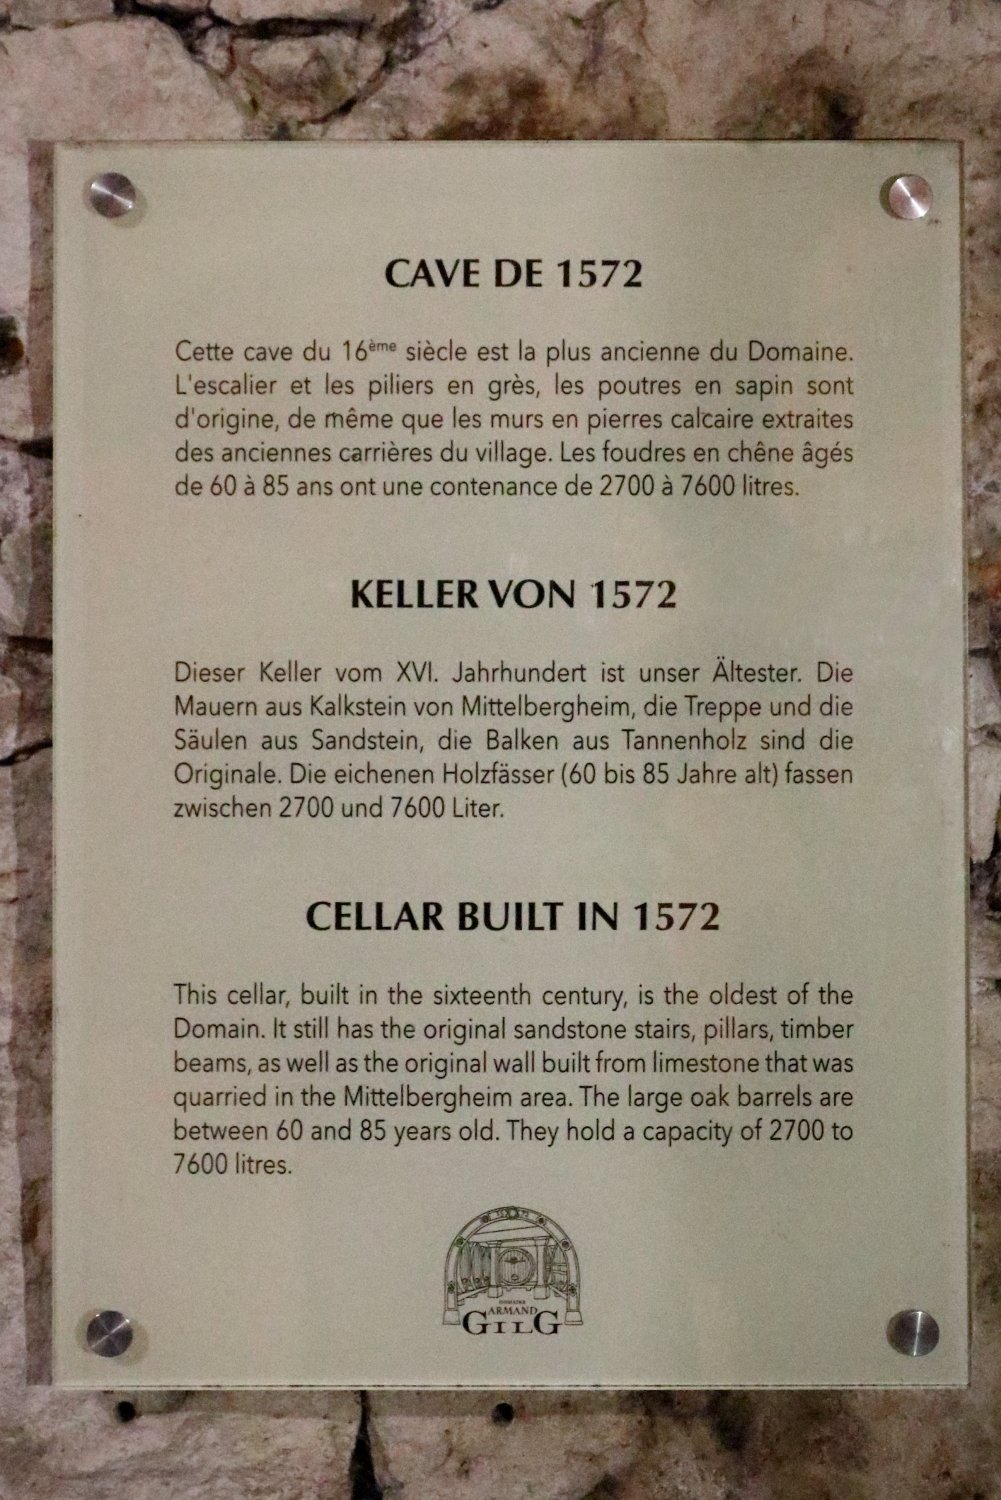 CAVE DE 1572
Cette cave du 16ème siècle est la plus ancienne du Domaine.
L'escalier et les piliers en grès, les poutres en sapin sont
d'origine, de même que les murs en pierres calcaire extraites
des anciennes carrières du village. Les foudres en chêne âgés
de 60 à 85 ans ont une contenance de 2700 à 7600 litres.
KELLER VON 1572
Dieser Keller vom XVI. Jahrhundert ist unser Ältester. Die
Mauern aus Kalkstein von Mittelbergheim, die Treppe und die
Säulen aus Sandstein, die Balken aus Tannenholz sind die
Originale. Die eichenen Holzfässer (60 bis 85 Jahre alt) fassen
zwischen 2700 und 7600 Liter.
CELLAR BUILT IN 1572
This cellar, built in the sixteenth century, is the oldest of the
Domain. It still has the original sandstone stairs, pillars, timber
beams, as well as the original wall built from limestone that was
quarried in the Mittelbergheim area. The large oak barrels are
between 60 and 85 years old. They hold a capacity of 2700 to
7600 litres.
DOMAINE
ARMAND
GILG